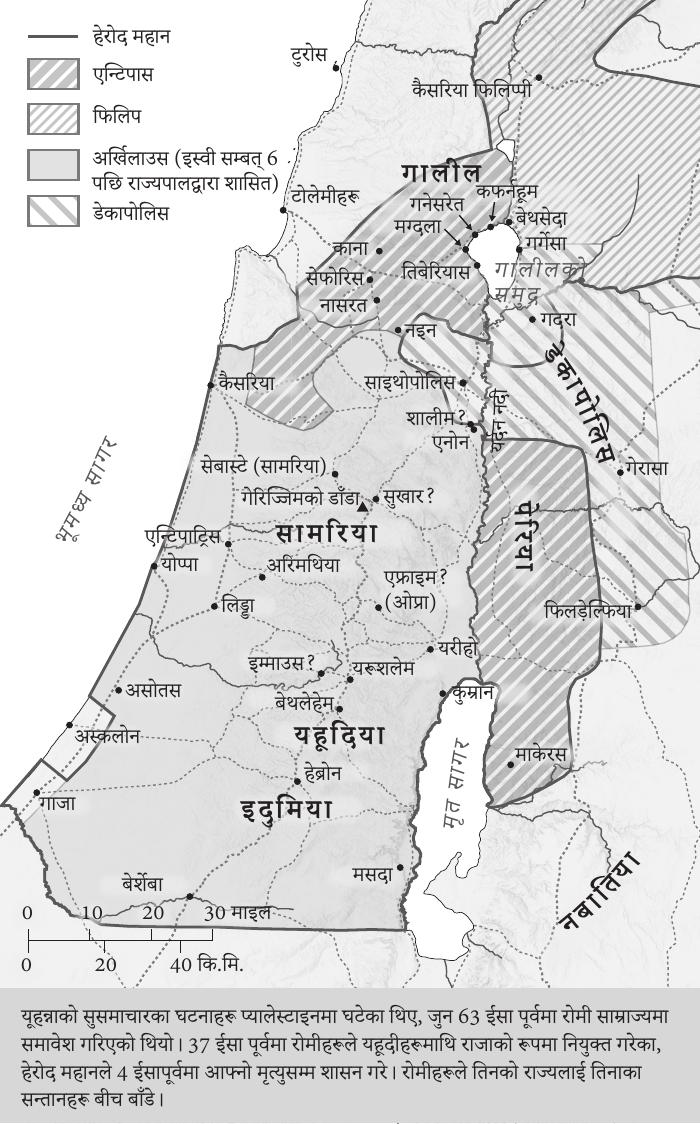 हेरोद महान
एन्टिपास
फिलिप
अर्खिलाउस (इस्वी सम्बत् 6
पछि राज्यपालद्वारा शासित)
डेकापोलिस
टुरोस
कैसरिया फिलिप्पी
गालील
कफर्नहूम
गनेसरेत
टोलेमीहरू
मग्दला
बेथसेदा
गर्गेसा
काना
तिबेरियास
गालीलको
समुद्र
सेफोरिस
नासरत
गदरा
नइन
डेकापोलिस
कैसरिया
साइथोपोलिस
यर्दन नदी
शालीम?
एनोन
भूमध्य सागर
सेबास्टे (सामरिया)
गेरासा
गेरिज्जिमको डाँडा
सुखार?
सामरिया
पेरिया
एन्टिपाट्रिस
योप्पा
अरिमथिया
एफ्राइम?
(ओप्रा)
लिड्डा
फिलडेल्फिया
यरीहो
इम्माउस?
यरूशलेम
असोतस
कुम्रान
बेथलेहेम
अस्कलोन
यहूदिया
मृत सागर
माकेरस
हेब्रोन
गाजा
इदुमिया
मसदा
नबातिया
बेर्शेबा
0 10 20 30 माइल
0 20 40 कि.मि.
यूहन्नाको सुसमाचारका घटनाहरू प्यालेस्टाइनमा घटेका थिए, जुन 63 ईसा पूर्वमा रोमी साम्राज्यमा
समावेश गरिएको थियो। 37 ईसा पूर्वमा रोमीहरूले यहूदीहरूमाथि राजाको रूपमा नियुक्त गरेका,
हेरोद महानले 4 ईसापूर्वमा आफ्नो मृत्युसम्म शासन गरे। रोमीहरूले तिनको राज्यलाई तिनाका
सन्तानहरू बीच बाँडे।